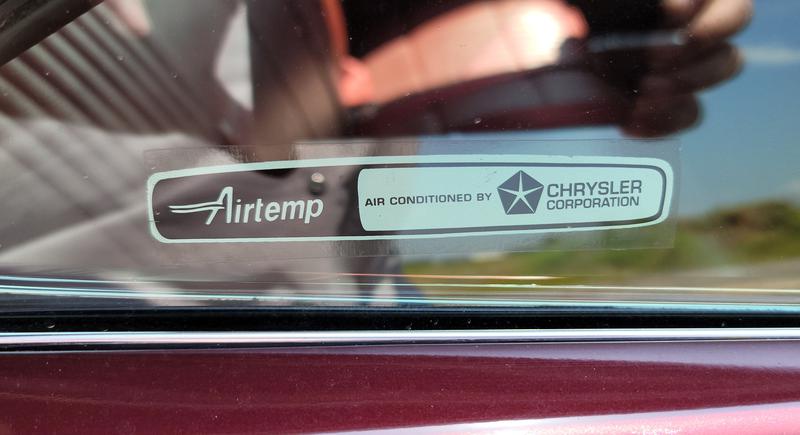 Airtemp
AIR CONDITIONED BY
CHRYSLER
CORPORATION